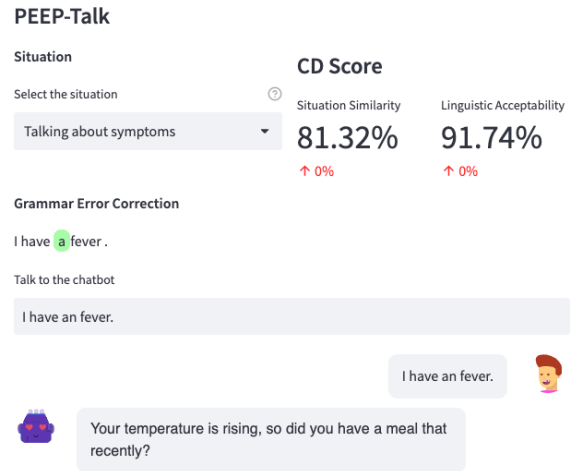 PEEP-Talk
Situation
Select the situation
Talking about symptoms
CD Score
Situation Similarity
Linguistic Acceptability
81.32%
91.74%
↑ 0%
↑ 0%
Grammar Error Correction
I have a fever .
Talk to the chatbot
I have an fever.
I have an fever.
Your temperature is rising, so did you have a meal that
recently?